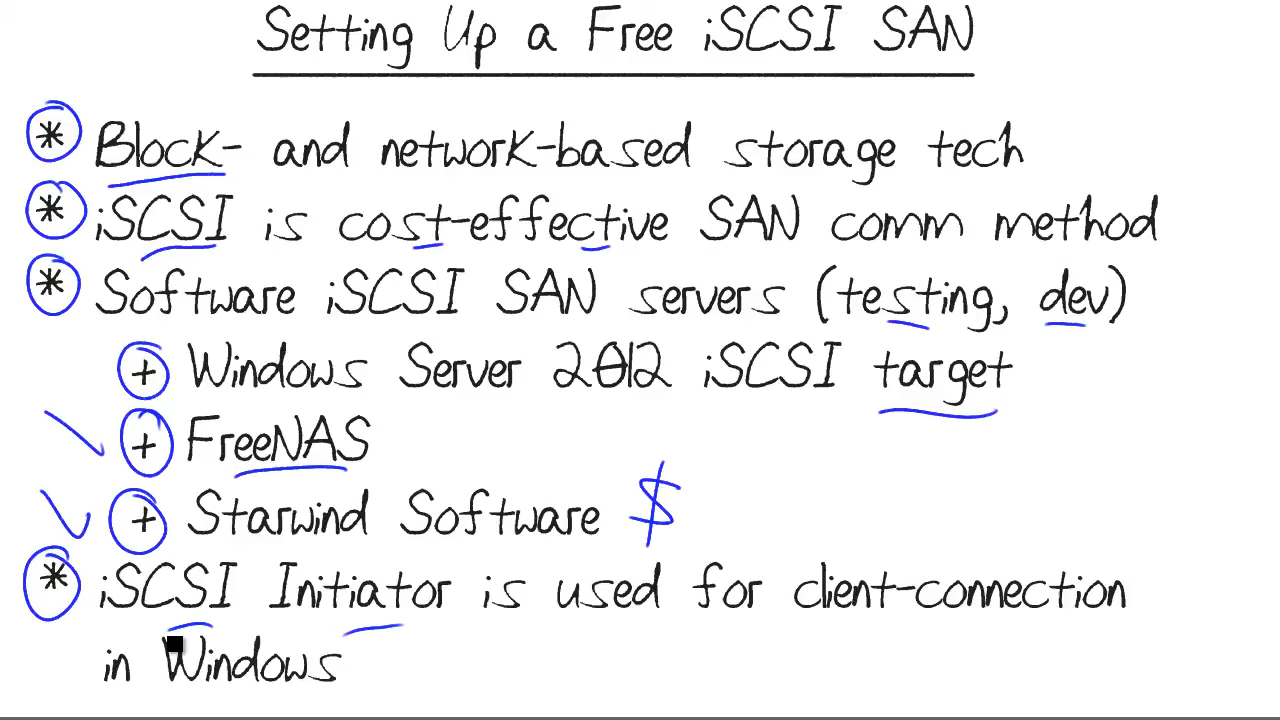 Setting Up a Free iSCSI SAN
* Block- and network-based storage tech
* iSCSI is cost-effective SAN comm method
* Software iSCSI SAN servers (testing, dev)
+ Windows Server 2012 iSCSI target
+ FreeNAS
+ Starwind Software $
* iSCSI Initiator is used for client-connection
in Windows